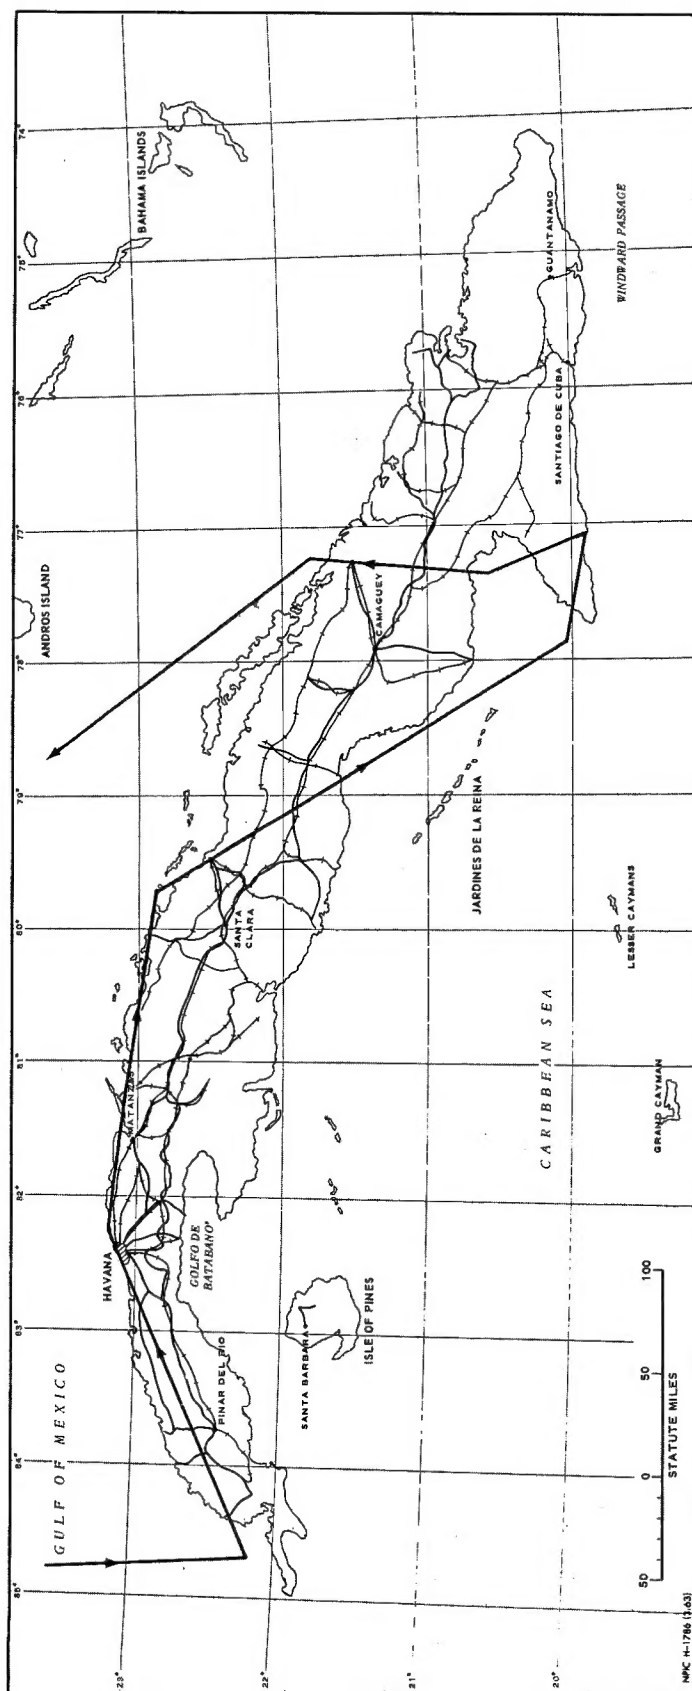 GULF OF MEXICO
HAVANA
MATANZAS
PINAR DEL RIO
GOLFO DE
BATABANO
SANTA BARBARA
ISLE OF PINES
SANTA
CLARA
CAMAGUEY
JARDINES DE LA REINA
CARIBBEAN SEA
GRAND CAYMAN
LESSER CAYMANS
ANDROS ISLAND
BAHAMA ISLANDS
GUANTANAMO
SANTIAGO DE CUBA
WINDWARD PASSAGE
85°
84°
83°
82°
81°
80°
79°
78°
77°
76°
75°
74°
23°
22°
21°
20°
50
0
50
100
STATUTE MILES
NPIC H-1786 (3.63)